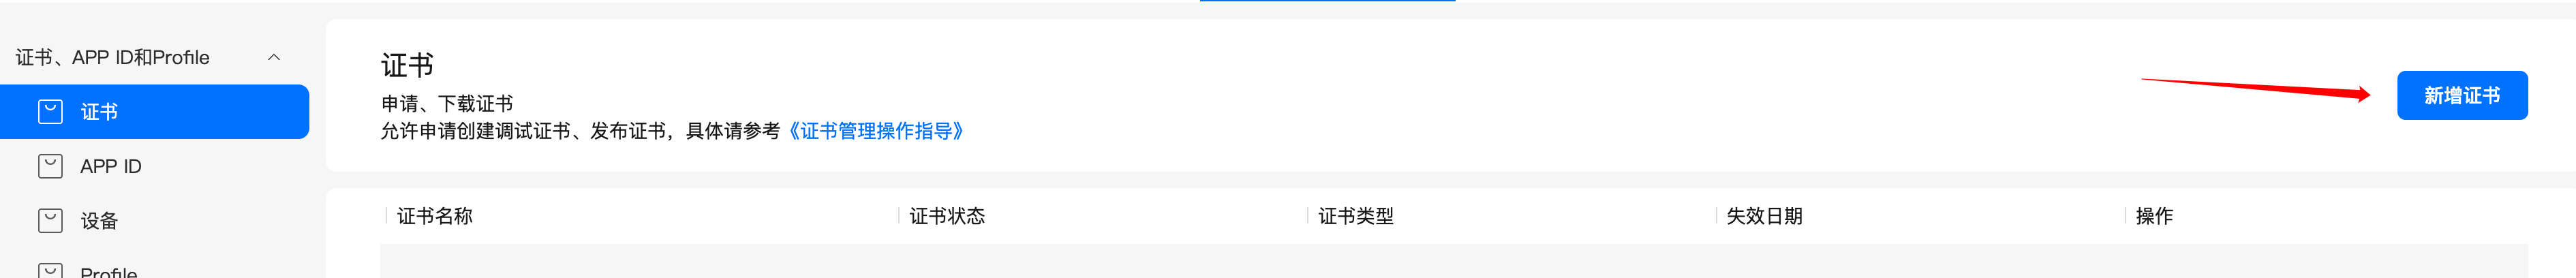 证书、APP ID和Profile
证书
APP ID
设备
Profile
证书
申请、下载证书
允许申请创建调试证书、发布证书，具体请参考《证书管理操作指导》
新增证书
证书名称
证书状态
证书类型
失效日期
操作